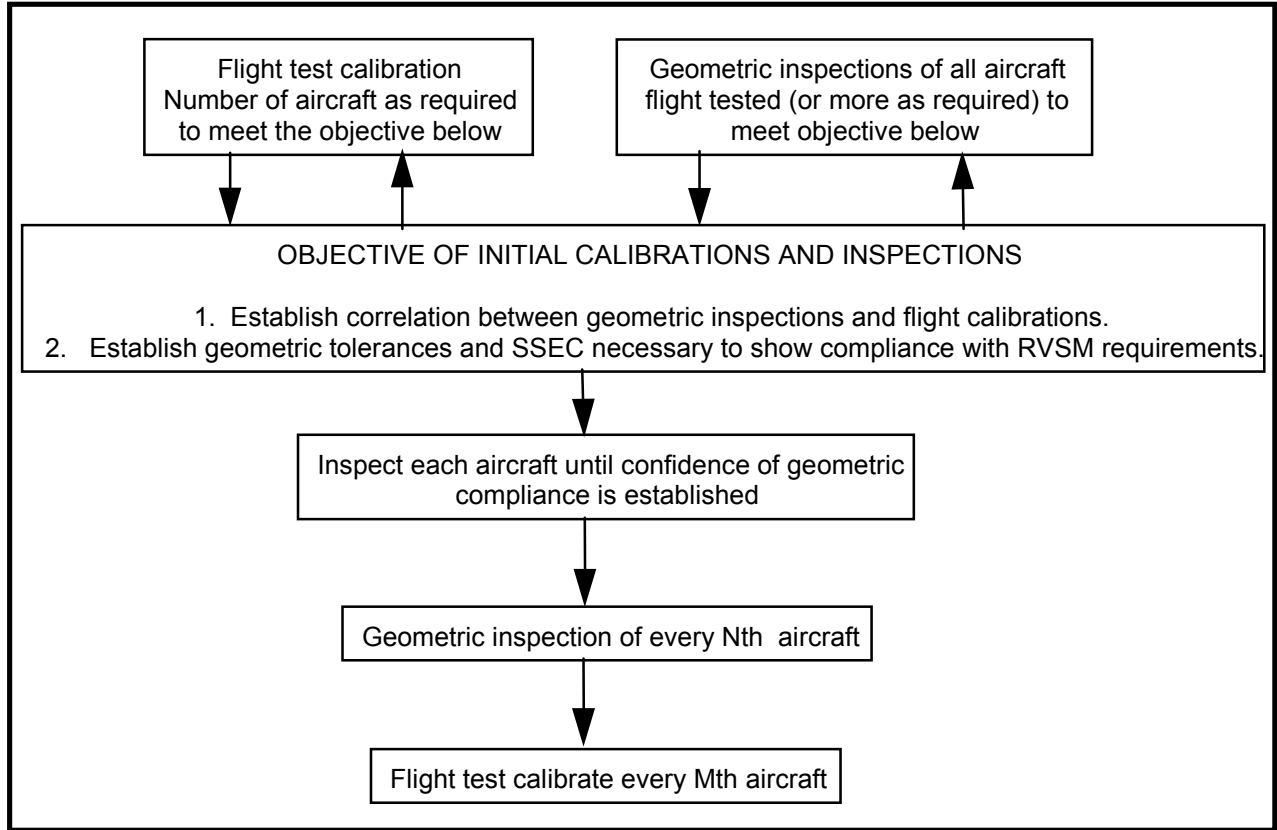 Flight test calibration
Number of aircraft as required
to meet the objective below
Geometric inspections of all aircraft
flight tested (or more as required) to
meet objective below
OBJECTIVE OF INITIAL CALIBRATIONS AND INSPECTIONS
1. Establish correlation between geometric inspections and flight calibrations.
2. Establish geometric tolerances and SSEC necessary to show compliance with RVSM requirements.
Inspect each aircraft until confidence of geometric
compliance is established
Geometric inspection of every Nth aircraft
Flight test calibrate every Mth aircraft